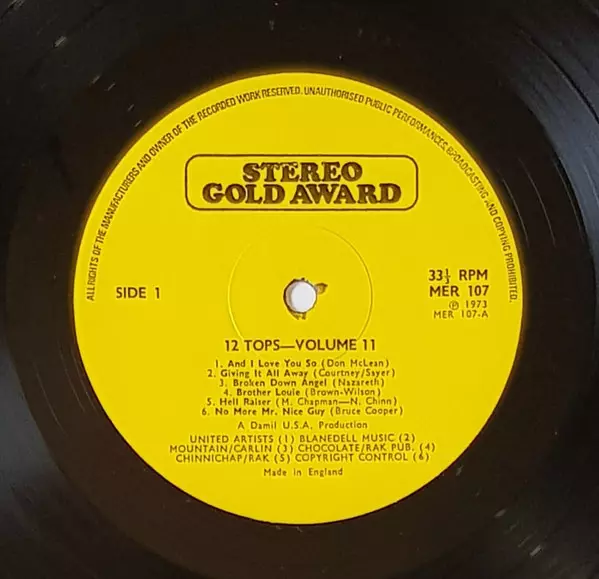 ALL RIGHTS OF THE MANUFACTURERS AND OWNER OF THE RECORDED WORK RESERVED. UNAUTHORISED PUBLIC PERFORMANCES, BROADCASTING AND COPYING PROHIBITED.
STEREO
GOLD AWARD
SIDE 1
33⅓ RPM
MER 107
Ⓟ 1973
MER 107-A
12 TOPS—VOLUME 11
1. And I Love You So (Don McLean)
2. Giving It All Away (Courtney/Sayer)
3. Broken Down Angel (Nazareth)
4. Brother Louie (Brown-Wilson)
5. Hell Raiser (M. Chapman—N. Chinn)
6. No More Mr. Nice Guy (Bruce Cooper)
A Damil U.S.A. Production
UNITED ARTISTS (1) BLANEDELL MUSIC (2)
MOUNTAIN/CARLIN (3) CHOCOLATE/RAK PUB. (4)
CHINNICHAP/RAK (5) COPYRIGHT CONTROL (6)
Made in England